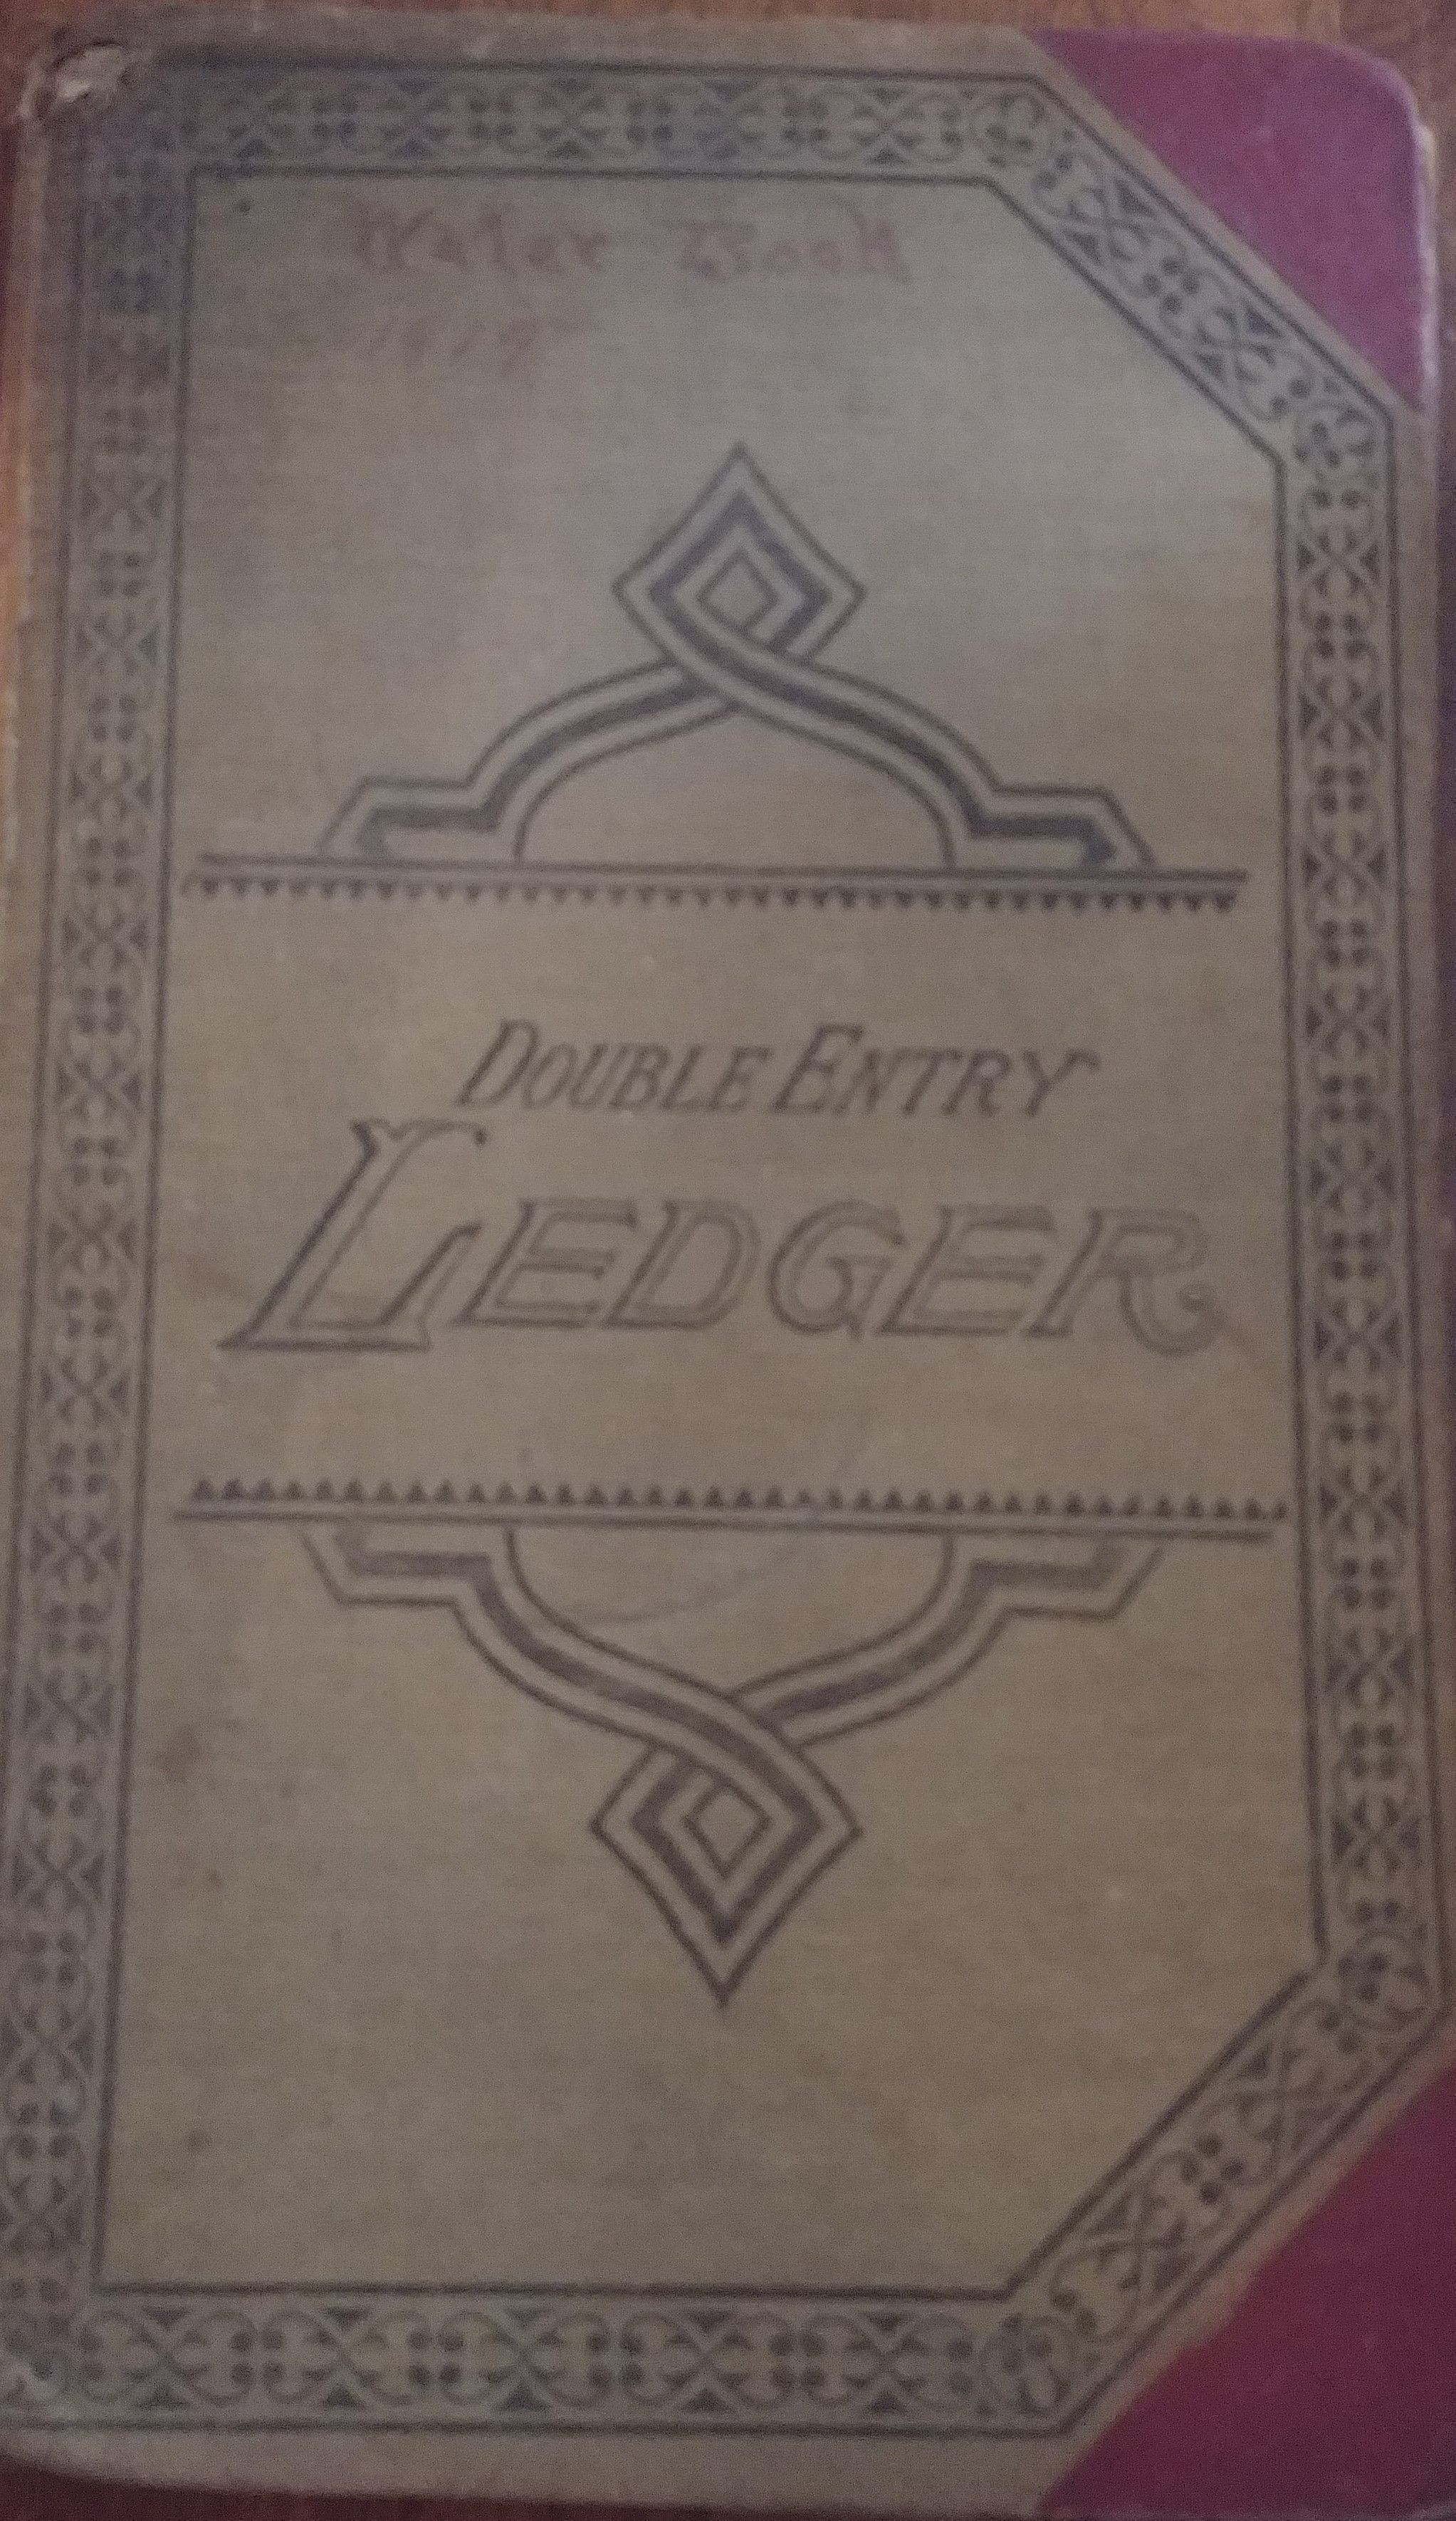 Water Book
DOUBLE ENTRY
LEDGER